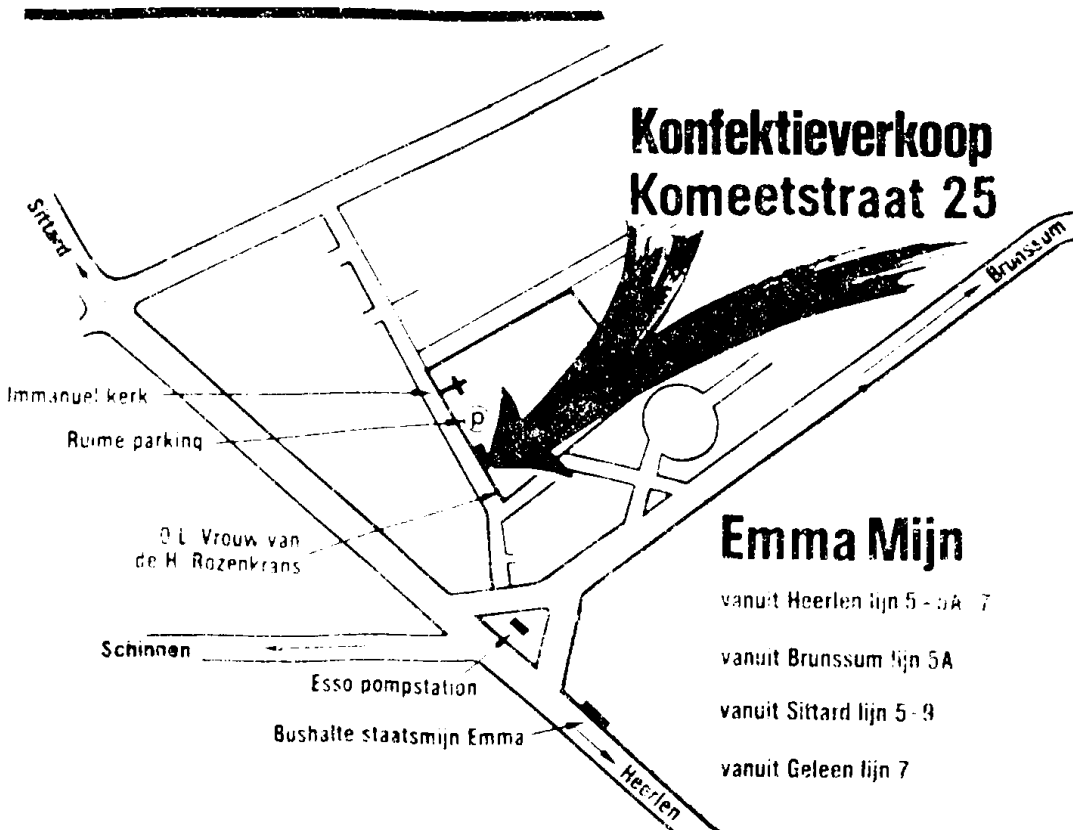 Konfektieverkoop
Komeetstraat 25
Sittard
Brunssum
Immanuel kerk
P
Ruime parking
O.L. Vrouw van
de H. Rozenkrans
Emma Mijn
vanuit Heerlen lijn 5 - 5A - 7
Schinnen
vanuit Brunssum lijn 5A
Esso pompstation
vanuit Sittard lijn 5 - 9
Bushalte staatsmijn Emma
vanuit Geleen lijn 7
Heerlen